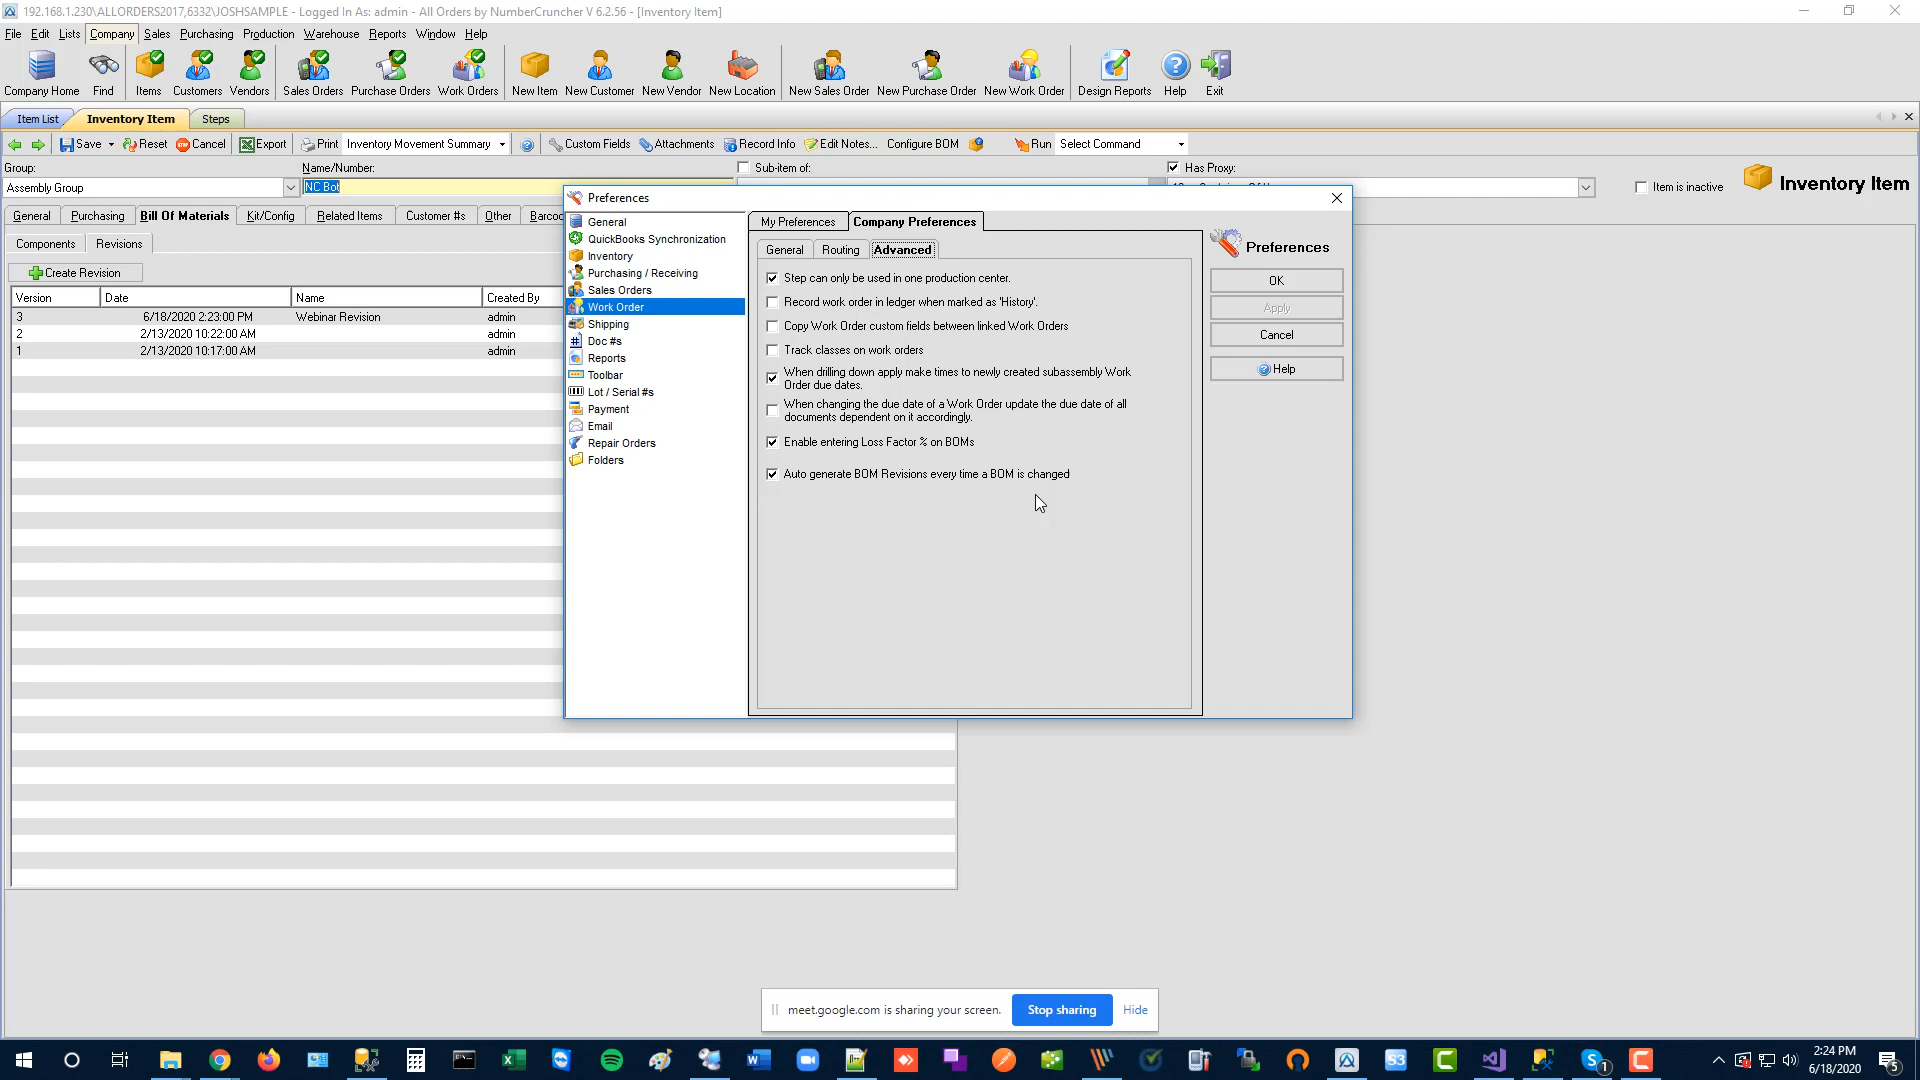 192.168.1.230\ALLORDERS2017,6332/JOSHSAMPLE - Logged In As: admin - All Orders by NumberCruncher V 6.2.56 - [Inventory Item]
File Edit Lists Company Sales Purchasing Production Warehouse Reports Window Help
Company Home Find Items Customers Vendors Sales Orders Purchase Orders Work Orders New Item New Customer New Vendor New Location New Sales Order New Purchase Order New Work Order Design Reports Help Exit
Item List Inventory Item Steps
Save Reset Cancel Export Print Inventory Movement Summary Custom Fields Attachments Record Info Edit Notes... Configure BOM Run Select Command
Group: Name/Number: Sub-item of: Has Proxy:
Assembly Group NC Bot Item is inactive Inventory Item
General Purchasing Bill Of Materials Kit/Config Related Items Customer #s Other
Components Revisions
Create Revision
Version Date Name Created By
3 6/18/2020 2:23:00 PM Webinar Revision admin
2 2/13/2020 10:22:00 AM admin
1 2/13/2020 10:17:00 AM admin
Preferences
General
QuickBooks Synchronization
Inventory
Purchasing / Receiving
Sales Orders
Work Order
Shipping
Doc #s
Reports
Toolbar
Lot / Serial #s
Payment
Email
Repair Orders
Folders
My Preferences Company Preferences
General Routing Advanced
Step can only be used in one production center.
Record work order in ledger when marked as 'History'.
Copy Work Order custom fields between linked Work Orders
Track classes on work orders
When drilling down apply make times to newly created subassembly Work
Order due dates.
When changing the due date of a Work Order update the due date of all
documents dependent on it accordingly.
Enable entering Loss Factor % on BOMs
Auto generate BOM Revisions every time a BOM is changed
Preferences
OK
Apply
Cancel
Help
meet.google.com is sharing your screen. Stop sharing Hide
2:24 PM
6/18/2020